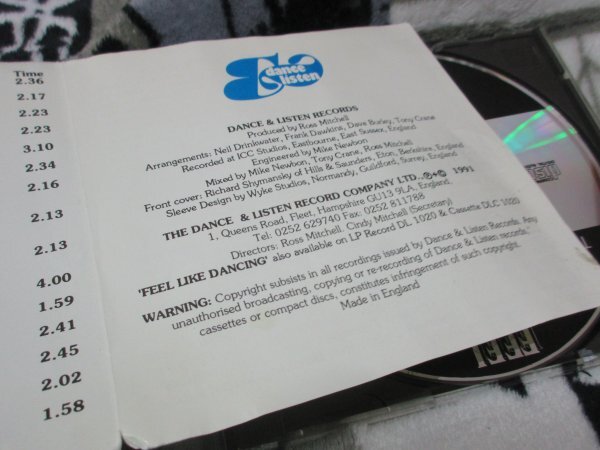 Time
2.36
2.17
2.23
2.23
3.10
2.34
2.16
2.13
2.13
4.00
1.59
2.41
2.45
2.02
1.58
dance
& listen
DANCE & LISTEN RECORDS
Produced by Ross Mitchell
Arrangements: Neil Drinkwater, Frank Dawkins, Dave Burley, Tony Crane
Recorded at ICC Studios, Eastbourne, East Sussex, England
Engineered by Mike Newbon
Mixed by Mike Newbon, Tony Crane, Ross Mitchell
Front cover: Richard Shymansky of Hills & Saunders, Eton, Berkshire, England
Sleeve Design by Wyke Studios, Normandy, Guildford, Surrey, England
THE DANCE & LISTEN RECORD COMPANY LTD..℗•© 1991
1, Queens Road, Fleet, Hampshire GU13 9LA. England.
Tel: 0252 629740 Fax: 0252 811788
Directors: Ross Mitchell. Cindy Mitchell (Secretary)
'FEEL LIKE DANCING' also available on LP Record DL. 1020 & Cassette DLC 1020
WARNING: Copyright subsists in all recordings issued by Dance & Listen Records. Any
unauthorised broadcasting, copying or re-recording of Dance & Listen records,
cassettes or compact discs, constitutes infringement of such copyright.
Made in England